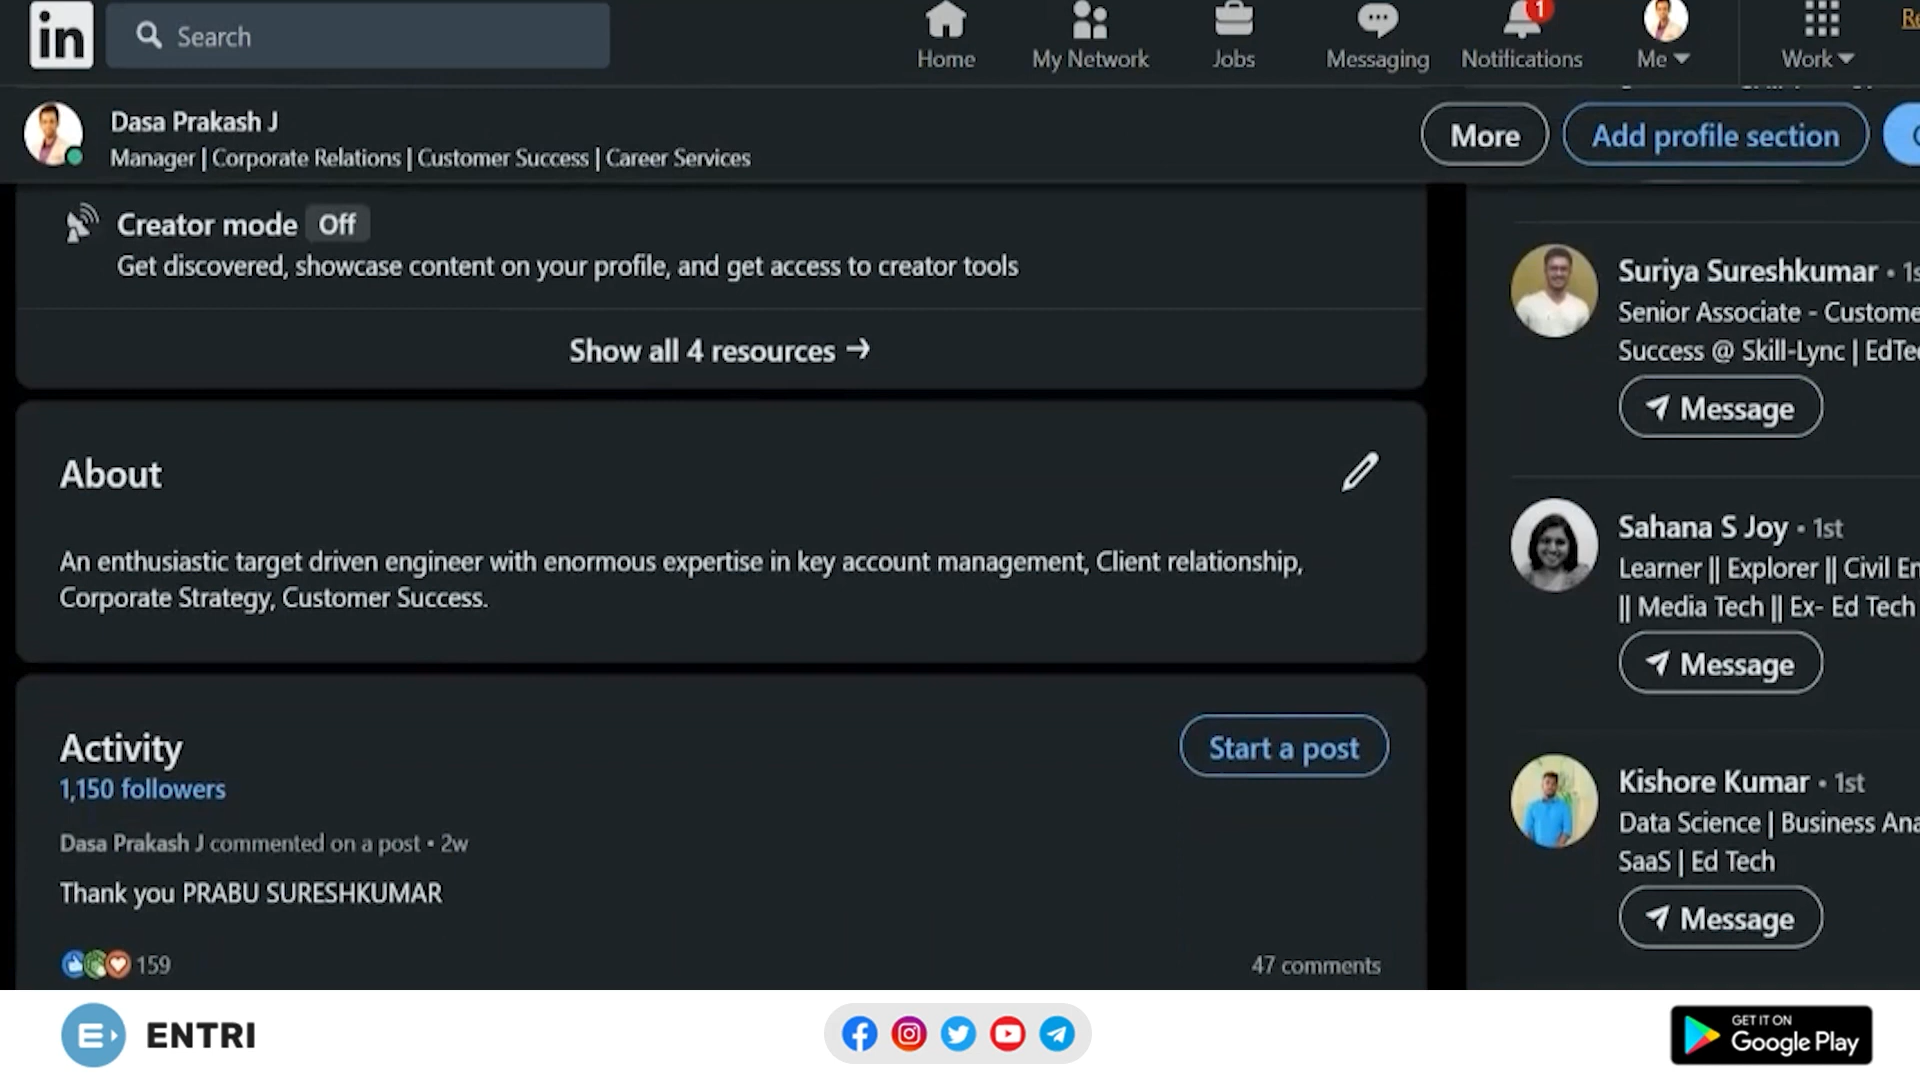 in
Search
Home
My Network
Jobs
Messaging
1
Notifications
Me
Work
Dasa Prakash J
Manager | Corporate Relations | Customer Success | Career Services
More
Add profile section
Creator mode Off
Get discovered, showcase content on your profile, and get access to creator tools
Show all 4 resources →
About
An enthusiastic target driven engineer with enormous expertise in key account management, Client relationship,
Corporate Strategy, Customer Success.
Activity
Start a post
1,150 followers
Dasa Prakash J commented on a post • 2w
Thank you PRABU SURESHKUMAR
159
47 comments
Suriya Sureshkumar • 1s
Senior Associate - Custome
Success @ Skill-Lync | EdTe
Message
Sahana S Joy • 1st
Learner || Explorer || Civil En
|| Media Tech || Ex- Ed Tech
Message
Kishore Kumar • 1st
Data Science | Business Ana
SaaS | Ed Tech
Message
E ENTRI
GET IT ON
Google Play